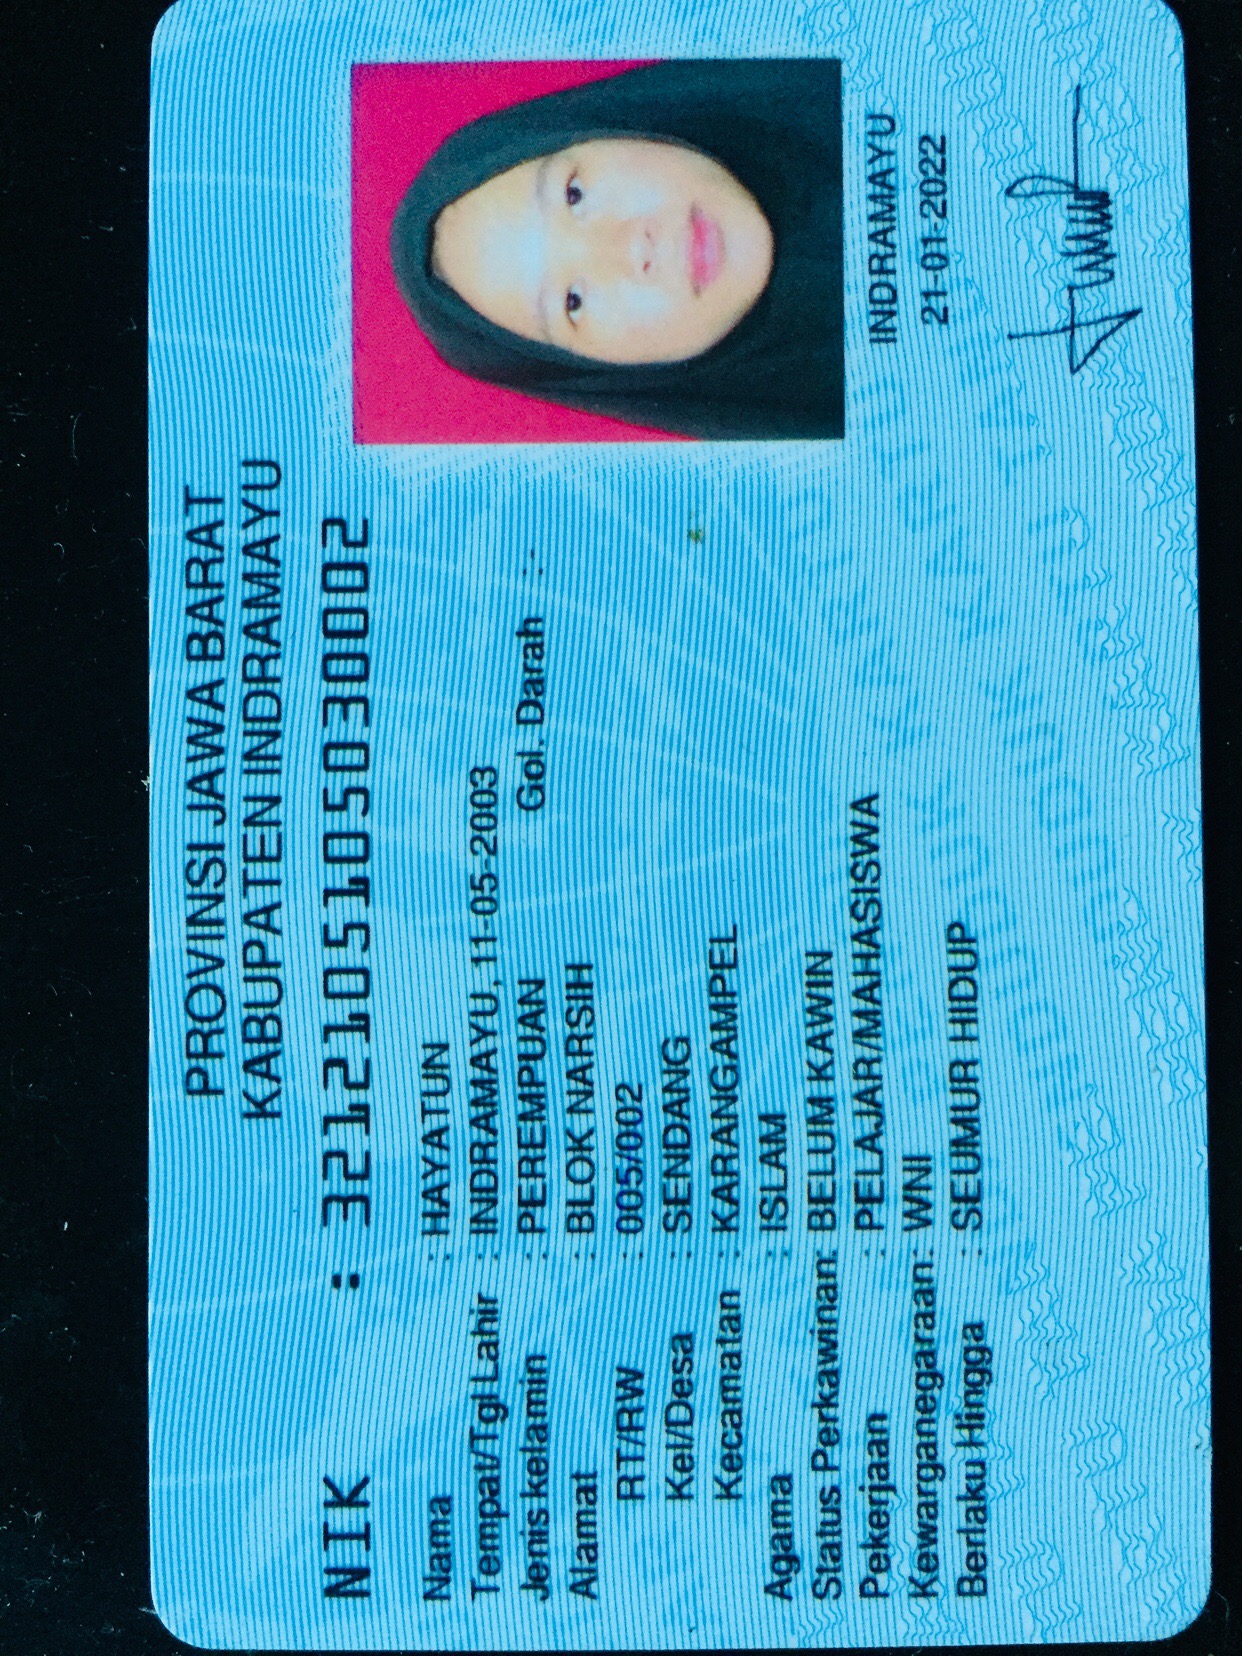 PROVINSI JAWA BARAT
KABUPATEN INDRAMAYU
NIK : 3212105105030002
Nama : HAYATUN
Tempat/Tgl Lahir : INDRAMAYU, 11-05-2003
Jenis kelamin : PEREMPUAN Gol. Darah :-
Alamat : BLOK NARSIH
RT/RW : 005/002
Kel/Desa : SENDANG
Kecamatan : KARANGAMPEL
Agama : ISLAM
Status Perkawinan: BELUM KAWIN
Pekerjaan : PELAJAR/MAHASISWA
Kewarganegaraan: WNI
Berlaku Hingga : SEUMUR HIDUP
INDRAMAYU
21-01-2022